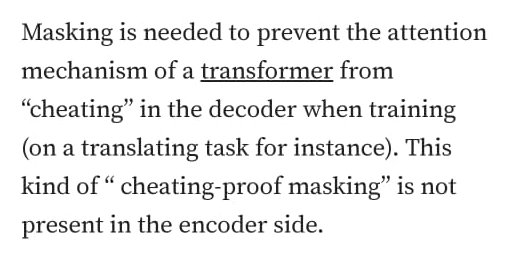 Masking is needed to prevent the attention
mechanism of a transformer from
“cheating” in the decoder when training
(on a translating task for instance). This
kind of “ cheating-proof masking” is not
present in the encoder side.